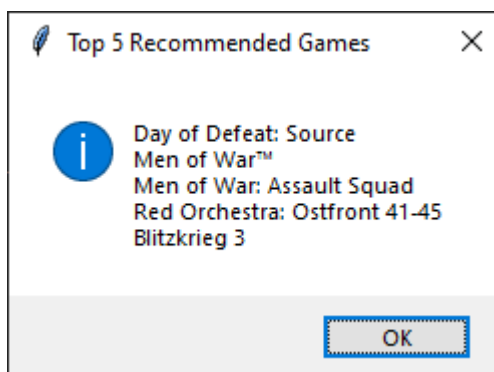 Top 5 Recommended Games
Day of Defeat: Source
Men of War™
Men of War: Assault Squad
Red Orchestra: Ostfront 41-45
Blitzkrieg 3
OK